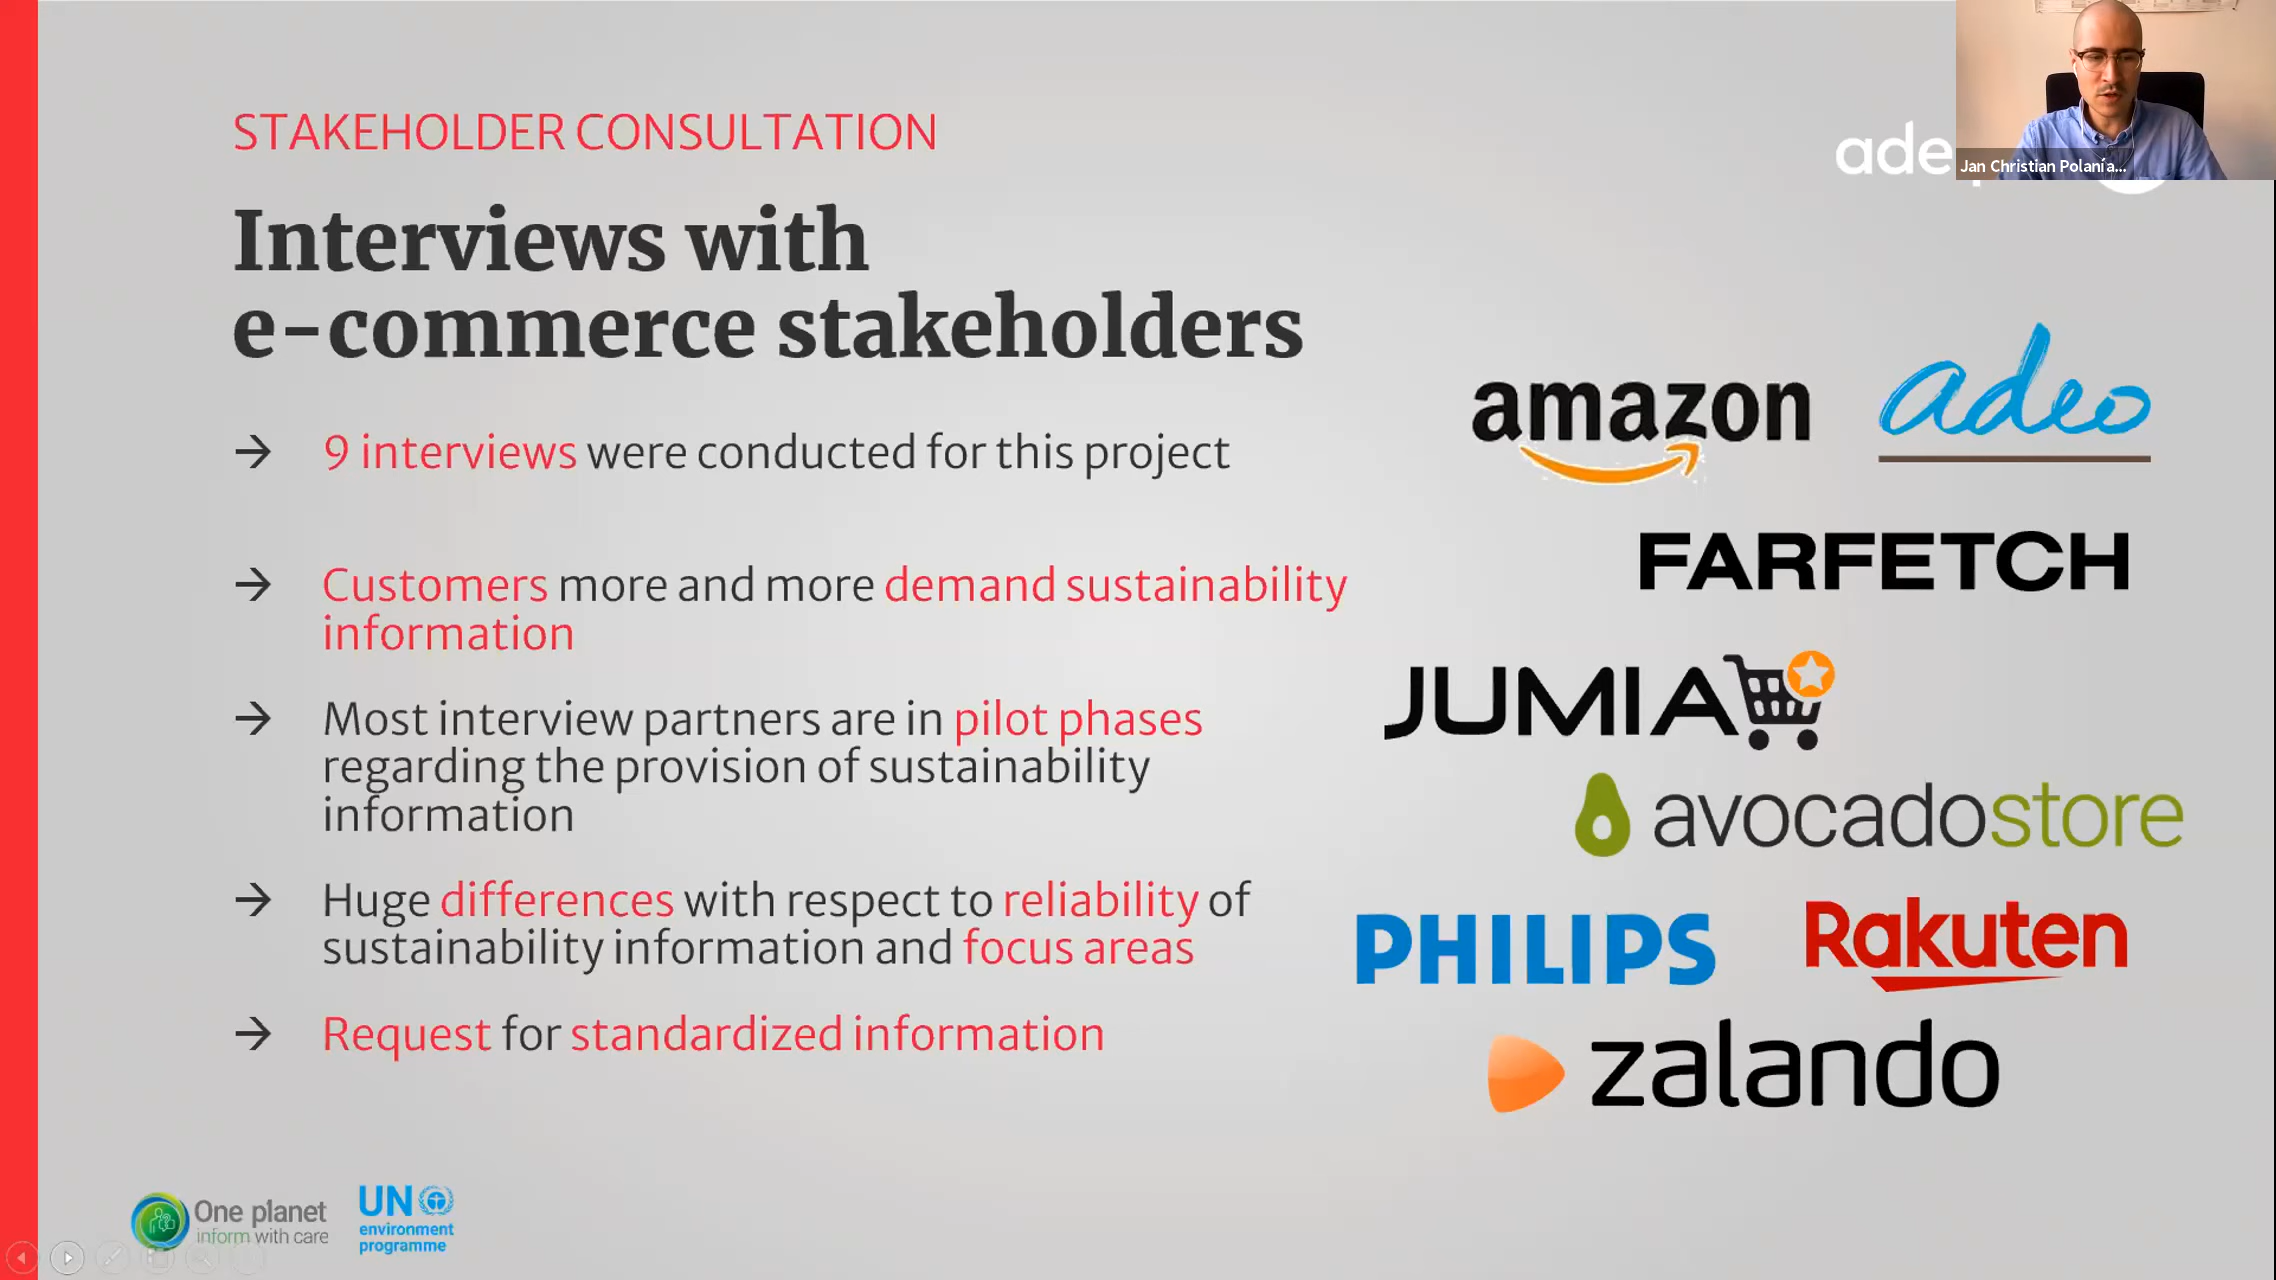 STAKEHOLDER CONSULTATION
Interviews with
e-commerce stakeholders
→ 9 interviews were conducted for this project
→ Customers more and more demand sustainability
information
→ Most interview partners are in pilot phases
regarding the provision of sustainability
information
→ Huge differences with respect to reliability of
sustainability information and focus areas
→ Request for standardized information
Jan Christian Polanía...
amazon
adeo
FARFETCH
JUMIA
avocadostore
PHILIPS
Rakuten
zalando
One planet
inform with care
UN
environment
programme